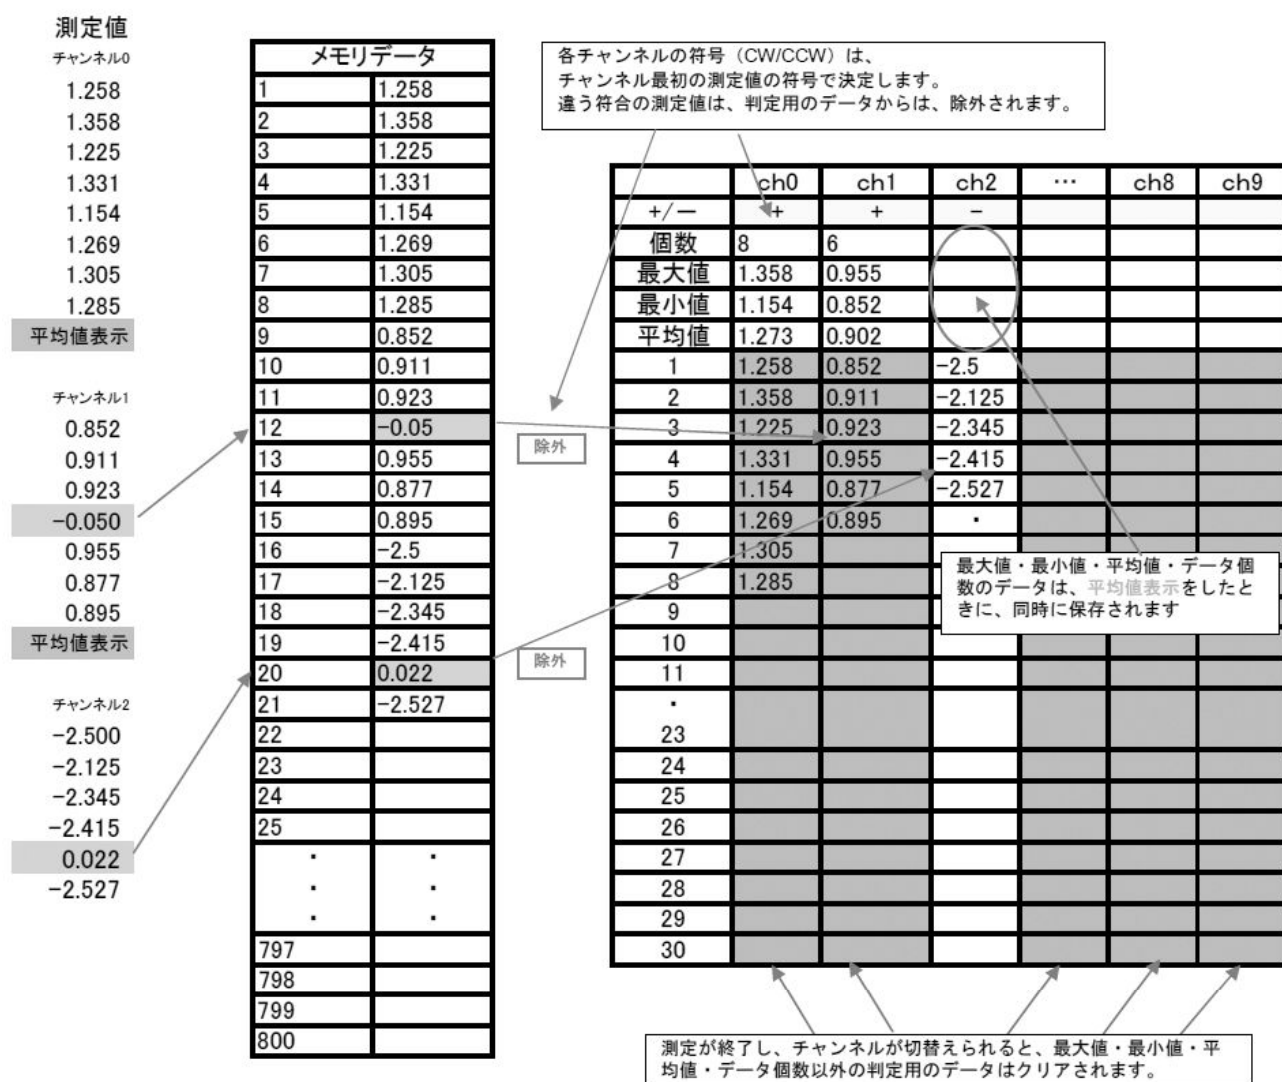 測定値
チャンネル0
1.258
1.358
1.225
1.331
1.154
1.269
1.305
1.285
平均値表示
チャンネル1
0.852
0.911
0.923
-0.050
0.955
0.877
0.895
平均値表示
チャンネル2
-2.500
-2.125
-2.345
-2.415
0.022
-2.527
メモリデータ
1 1.258
2 1.358
3 1.225
4 1.331
5 1.154
6 1.269
7 1.305
8 1.285
9 0.852
10 0.911
11 0.923
12 -0.05
13 0.955
14 0.877
15 0.895
16 -2.5
17 -2.125
18 -2.345
19 -2.415
20 0.022
21 -2.527
22
23
24
25
・ ・
・ ・
・ ・
797
798
799
800
各チャンネルの符号（CW/CCW）は、
チャンネル最初の測定値の符号で決定します。
違う符合の測定値は、判定用のデータからは、除外されます。
除外
除外
ch0 ch1 ch2 … ch8 ch9
+/− + + −
個数 8 6
最大値 1.358 0.955
最小値 1.154 0.852
平均値 1.273 0.902
1 1.258 0.852 -2.5
2 1.358 0.911 -2.125
3 1.225 0.923 -2.345
4 1.331 0.955 -2.415
5 1.154 0.877 -2.527
6 1.269 0.895 ・
7 1.305
8 1.285
9
10
11
・
23
24
25
26
27
28
29
30
最大値・最小値・平均値・データ個
数のデータは、平均値表示をしたと
きに、同時に保存されます
測定が終了し、チャンネルが切替えられると、最大値・最小値・平
均値・データ個数以外の判定用のデータはクリアされます。